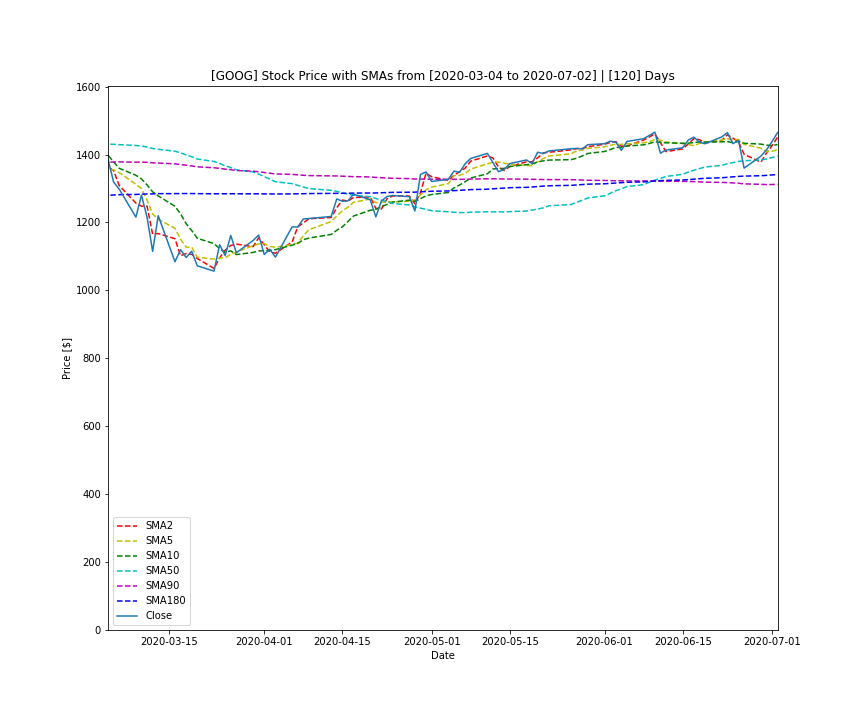 [GOOG] Stock Price with SMAs from [2020-03-04 to 2020-07-02] | [120] Days
1600
1400
1200
1000
800
600
400
200
0
Price [$]
SMA2
SMA5
SMA10
SMA50
SMA90
SMA180
Close
2020-03-15 2020-04-01 2020-04-15 2020-05-01 2020-05-15 2020-06-01 2020-06-15 2020-07-01
Date